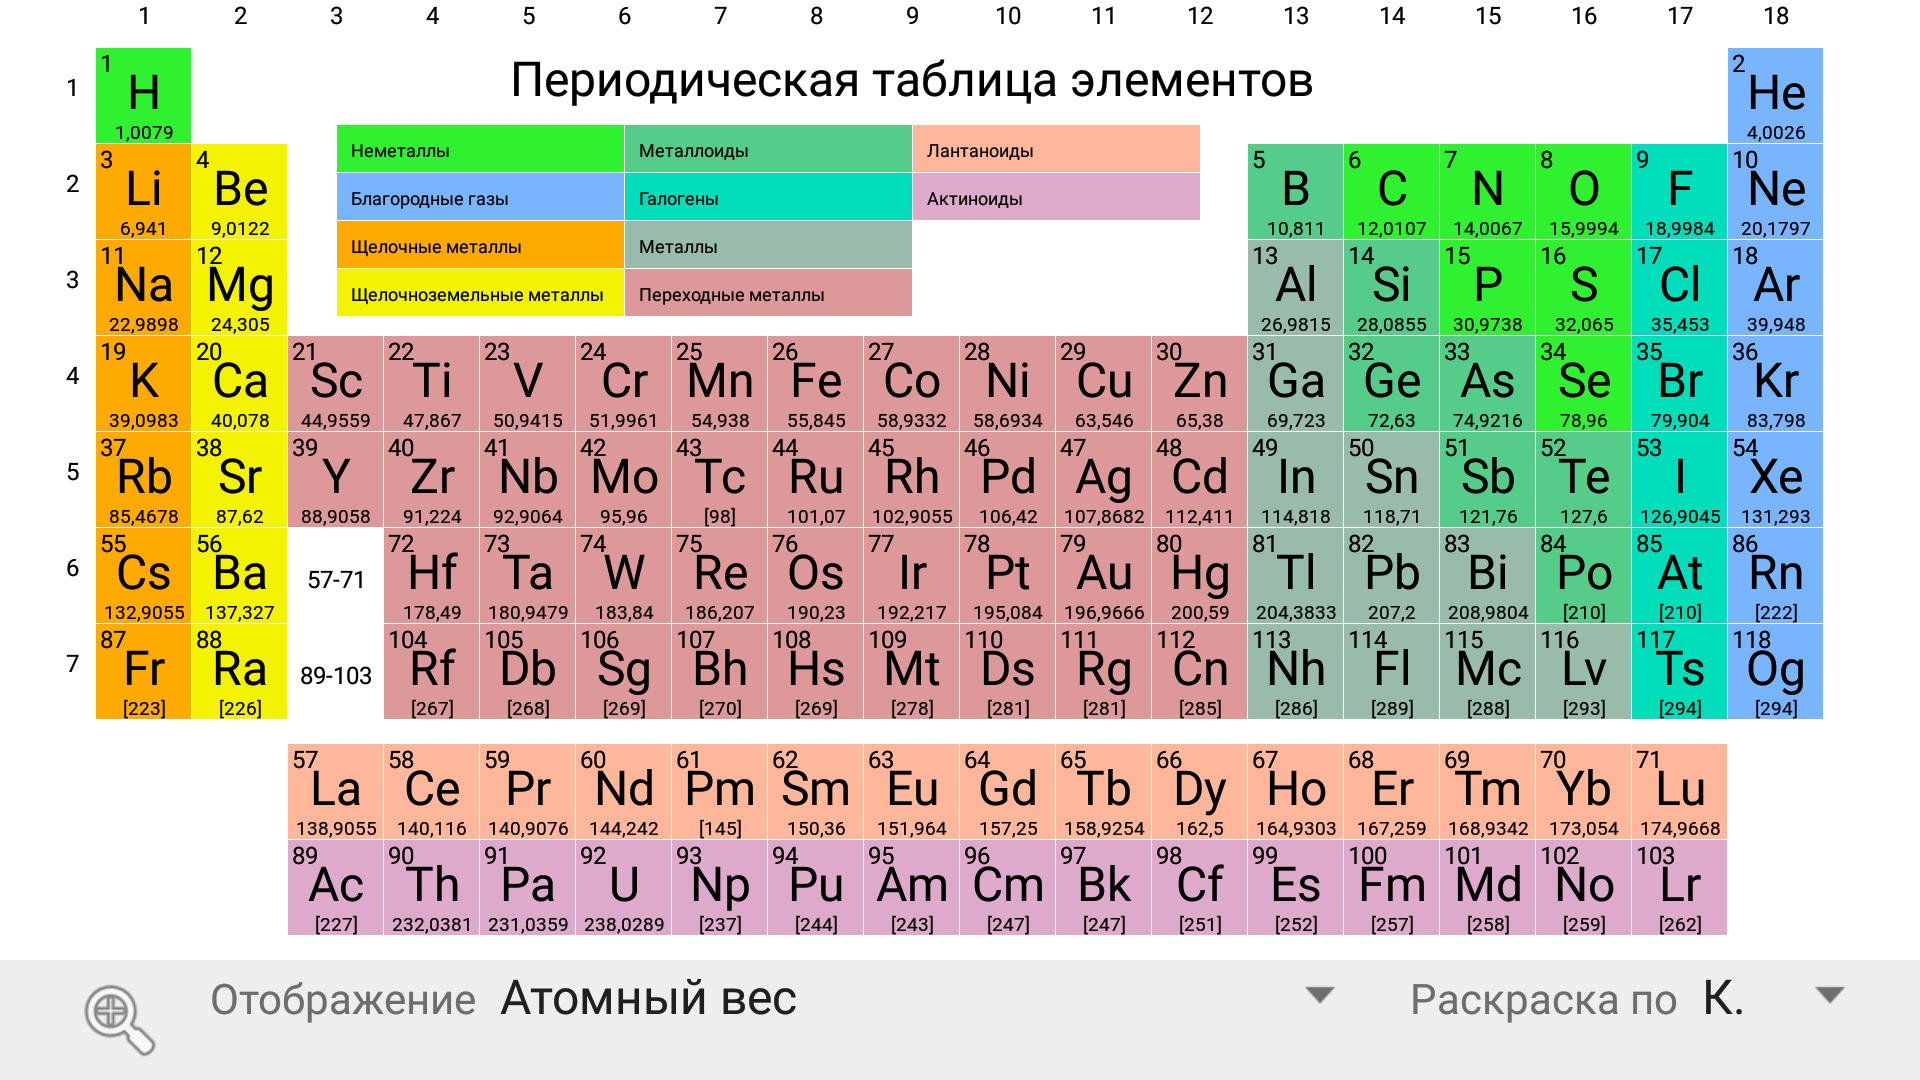 1 2 3 4 5 6 7 8 9 10 11 12 13 14 15 16 17 18
Периодическая таблица элементов
1
1 2
H He
1,0079 4,0026
Неметаллы Металлоиды Лантаноиды
Благородные газы Галогены Актиноиды
Щелочные металлы Металлы
Щелочноземельные металлы Переходные металлы
2
3 4 5 6 7 8 9 10
Li Be B C N O F Ne
6,941 9,0122 10,811 12,0107 14,0067 15,9994 18,9984 20,1797
3
11 12 13 14 15 16 17 18
Na Mg Al Si P S Cl Ar
22,9898 24,305 26,9815 28,0855 30,9738 32,065 35,453 39,948
4
19 20 21 22 23 24 25 26 27 28 29 30 31 32 33 34 35 36
K Ca Sc Ti V Cr Mn Fe Co Ni Cu Zn Ga Ge As Se Br Kr
39,0983 40,078 44,9559 47,867 50,9415 51,9961 54,938 55,845 58,9332 58,6934 63,546 65,38 69,723 72,63 74,9216 78,96 79,904 83,798
5
37 38 39 40 41 42 43 44 45 46 47 48 49 50 51 52 53 54
Rb Sr Y Zr Nb Mo Tc Ru Rh Pd Ag Cd In Sn Sb Te I Xe
85,4678 87,62 88,9058 91,224 92,9064 95,96 [98] 101,07 102,9055 106,42 107,8682 112,411 114,818 118,71 121,76 127,6 126,9045 131,293
6
55 56 72 73 74 75 76 77 78 79 80 81 82 83 84 85 86
Cs Ba 57-71 Hf Ta W Re Os Ir Pt Au Hg Tl Pb Bi Po At Rn
132,9055 137,327 178,49 180,9479 183,84 186,207 190,23 192,217 195,084 196,9666 200,59 204,3833 207,2 208,9804 [210] [210] [222]
7
87 88 104 105 106 107 108 109 110 111 112 113 114 115 116 117 118
Fr Ra 89-103 Rf Db Sg Bh Hs Mt Ds Rg Cn Nh Fl Mc Lv Ts Og
[223] [226] [267] [268] [269] [270] [269] [278] [281] [281] [285] [286] [289] [288] [293] [294] [294]
57 58 59 60 61 62 63 64 65 66 67 68 69 70 71
La Ce Pr Nd Pm Sm Eu Gd Tb Dy Ho Er Tm Yb Lu
138,9055 140,116 140,9076 144,242 [145] 150,36 151,964 157,25 158,9254 162,5 164,9303 167,259 168,9342 173,054 174,9668
89 90 91 92 93 94 95 96 97 98 99 100 101 102 103
Ac Th Pa U Np Pu Am Cm Bk Cf Es Fm Md No Lr
[227] 232,0381 231,0359 238,0289 [237] [244] [243] [247] [247] [251] [252] [257] [258] [259] [262]
Отображение Атомный вес Раскраска по К.